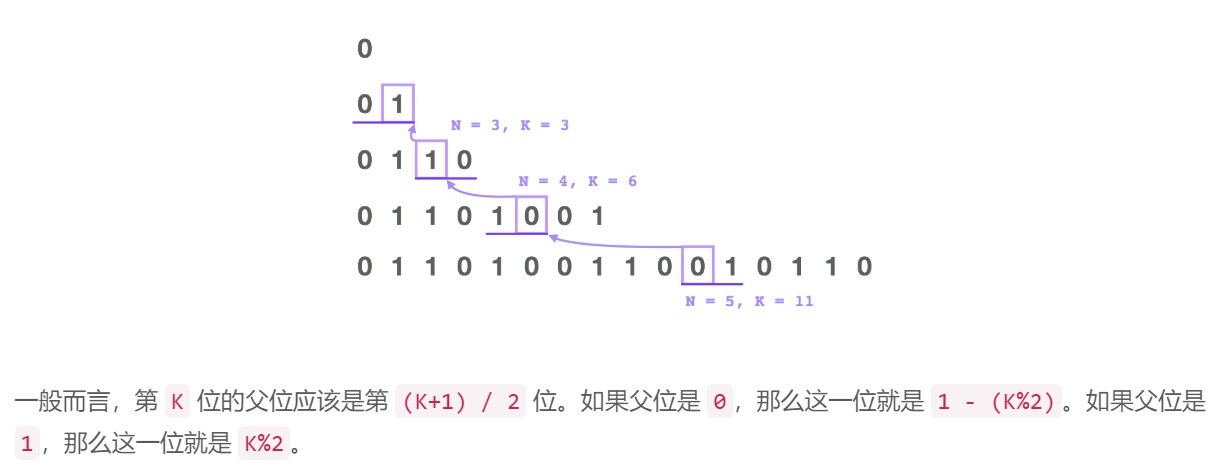 0
0 1
N = 3, K = 3
0 1 1 0
N = 4, K = 6
0 1 1 0 1 0 0 1
0 1 1 0 1 0 0 1 1 0 0 1 0 1 1 0
N = 5, K = 11
一般而言，第 K 位的父位应该是第 (K+1) / 2 位。如果父位是 0，那么这一位就是 1 - (K%2)。如果父位是
1，那么这一位就是 K%2。